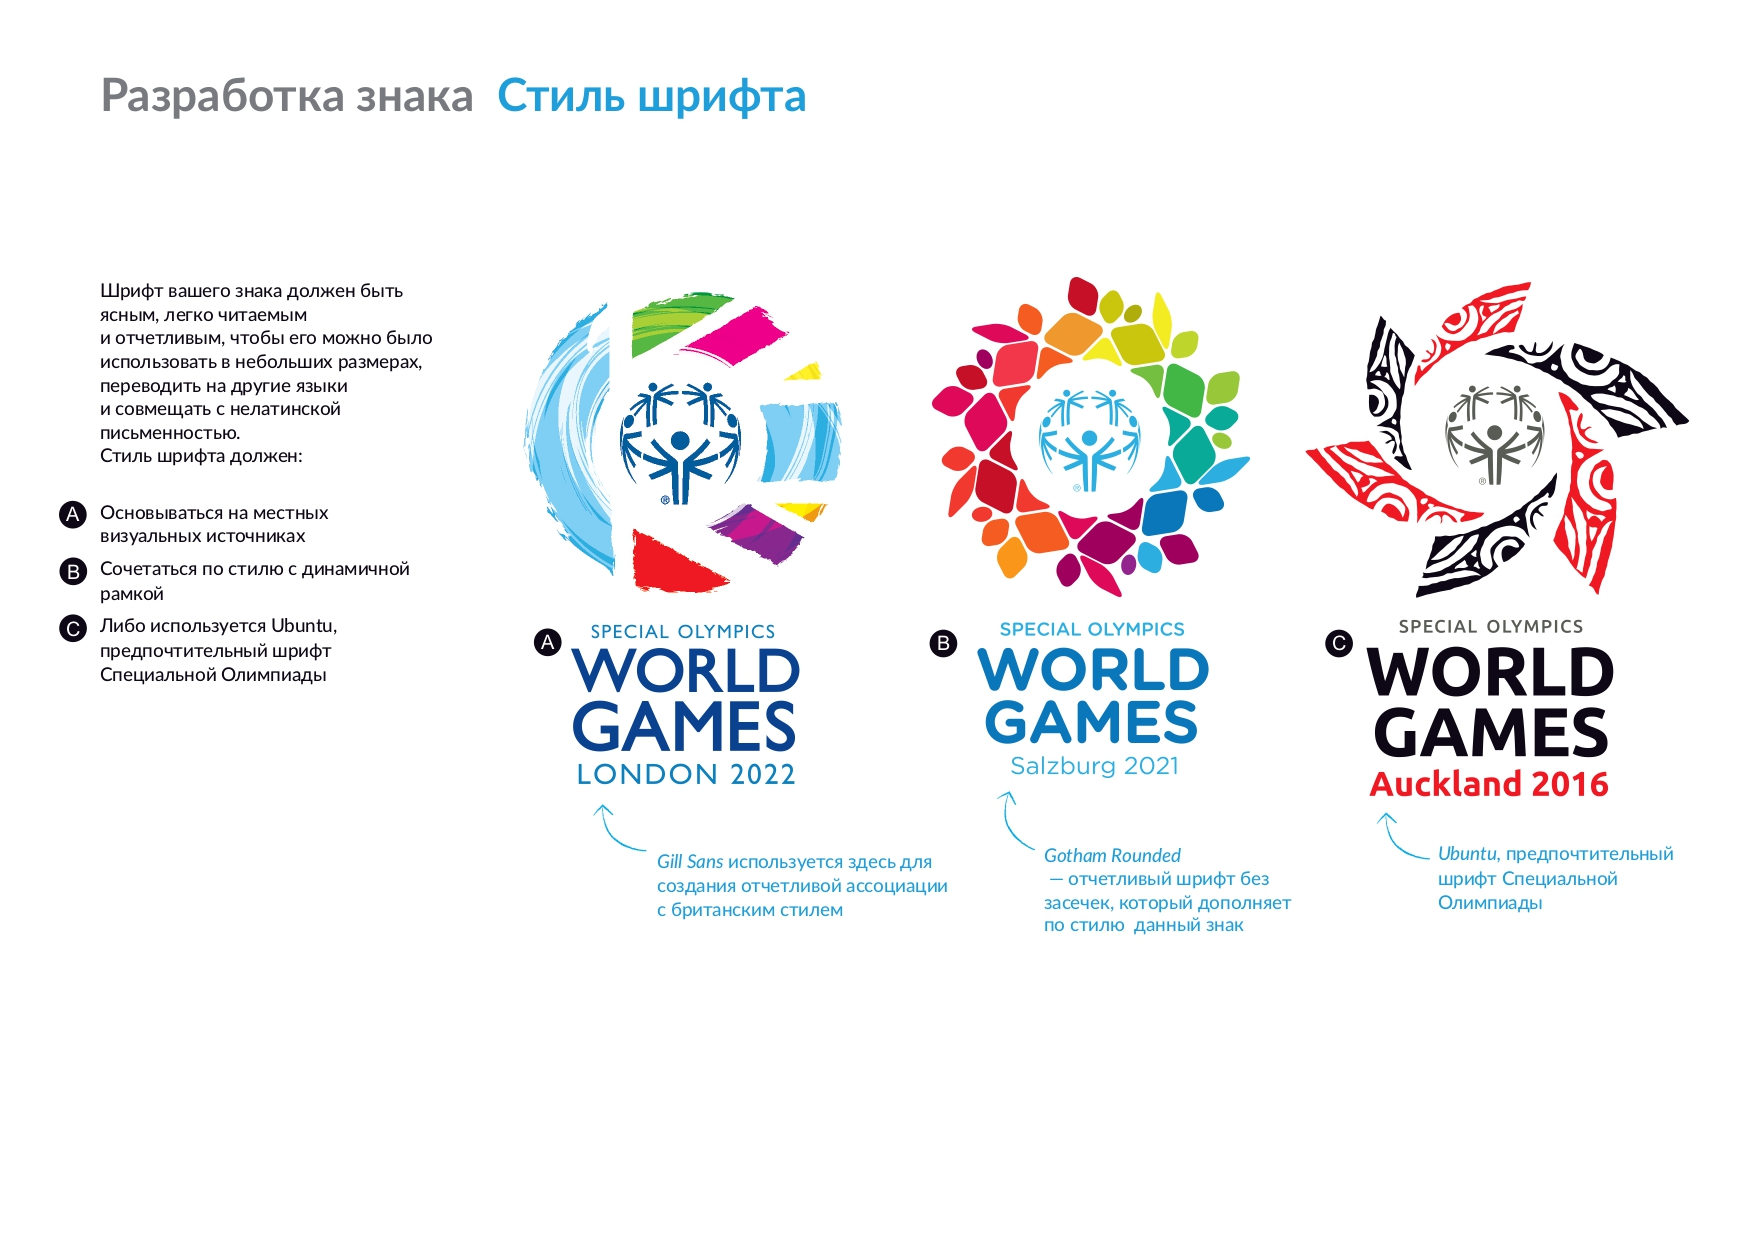 Разработка знака Стиль шрифта
Шрифт вашего знака должен быть
ясным, легко читаемым
и отчетливым, чтобы его можно было
использовать в небольших размерах,
переводить на другие языки
и совмещать с нелатинской
письменностью.
Стиль шрифта должен:
A Основываться на местных
визуальных источниках
B Сочетаться по стилю с динамичной
рамкой
C Либо используется Ubuntu,
предпочтительный шрифт
Специальной Олимпиады
®
A
SPECIAL OLYMPICS
WORLD
GAMES
LONDON 2022
Gill Sans используется здесь для
создания отчетливой ассоциации
с британским стилем
®
B
SPECIAL OLYMPICS
WORLD
GAMES
Salzburg 2021
Gotham Rounded
— отчетливый шрифт без
засечек, который дополняет
по стилю данный знак
®
C
SPECIAL OLYMPICS
WORLD
GAMES
Auckland 2016
Ubuntu, предпочтительный
шрифт Специальной
Олимпиады